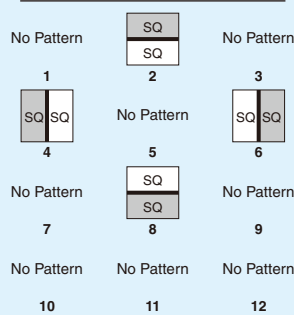 No Pattern SQ SQ No Pattern
1 2 3
SQ SQ No Pattern SQ SQ
4 5 6
No Pattern SQ SQ No Pattern
7 8 9
No Pattern No Pattern No Pattern
10 11 12